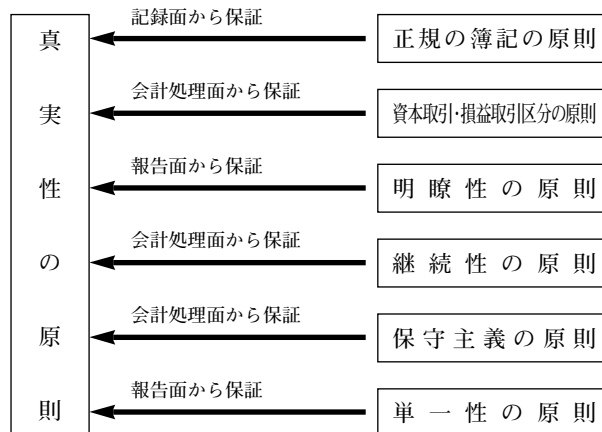 真実性の原則
記録面から保証
正規の簿記の原則
会計処理面から保証
資本取引・損益取引区分の原則
報告面から保証
明瞭性の原則
会計処理面から保証
継続性の原則
会計処理面から保証
保守主義の原則
報告面から保証
単一性の原則